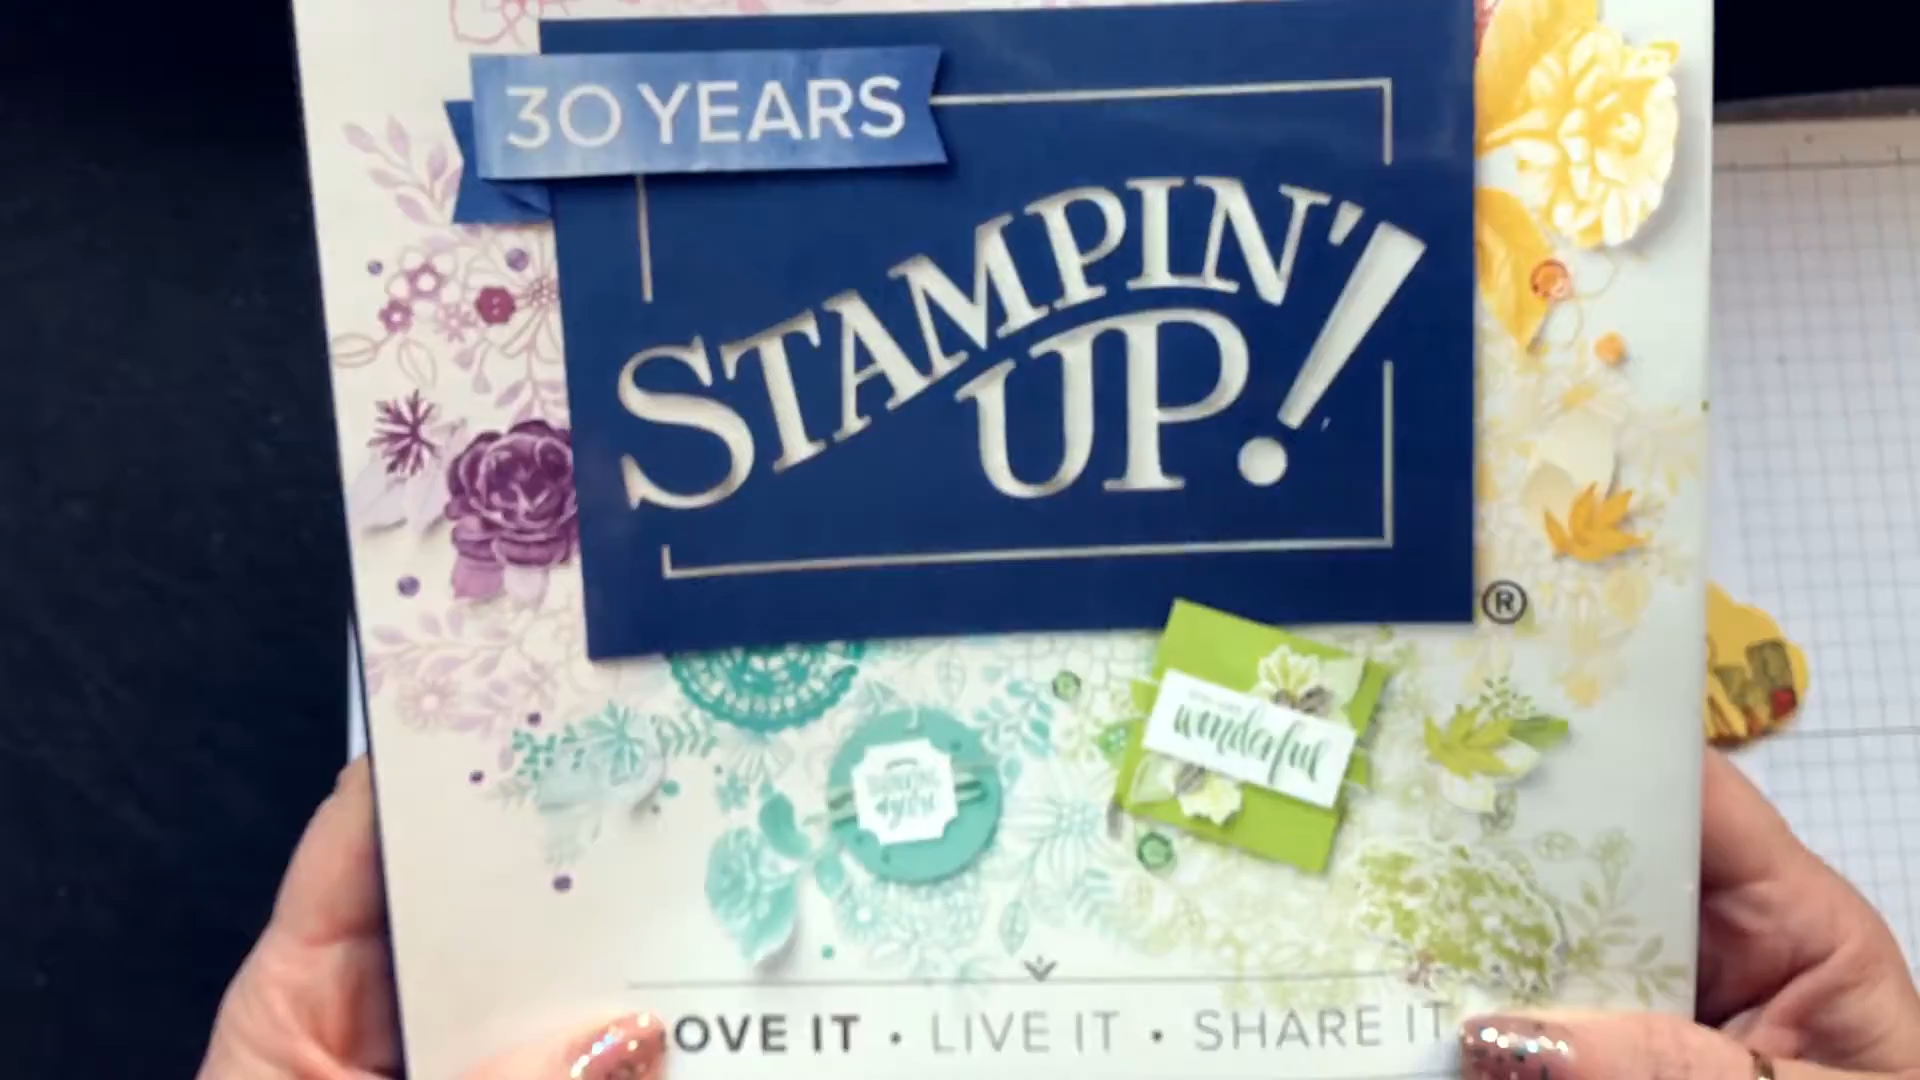 30 YEARS
STAMPIN'
UP!
®
wonderful
OVE IT • LIVE IT • SHARE IT